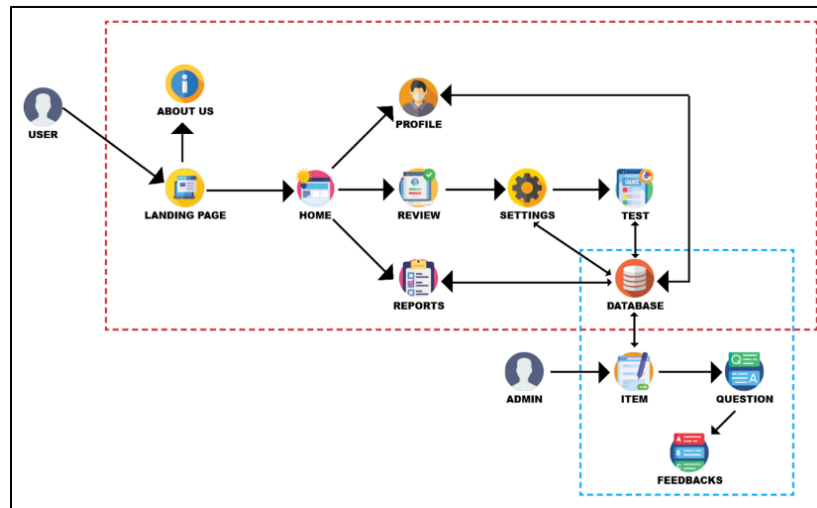 USER
ABOUT US
PROFILE
LANDING PAGE
HOME
REVIEW
SETTINGS
QUIZ
TEST
REPORTS
DATABASE
ADMIN
ITEM
Q
A
QUESTION
A
B
C
FEEDBACKS